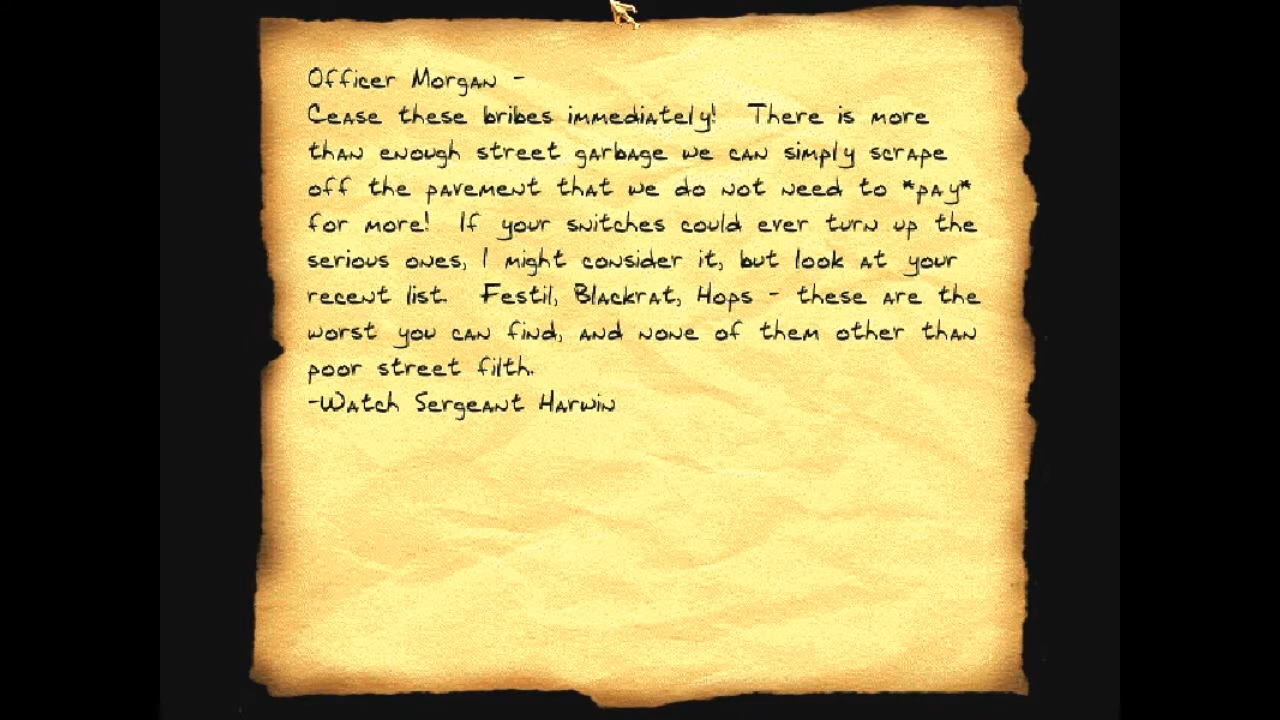 Officer Morgan -
Cease these bribes immediately! There is more
than enough street garbage we can simply scrape
off the pavement that we do not need to *pay*
for more! If your snitches could ever turn up the
serious ones, I might consider it, but look at your
recent list. Festil, Blackrat, Hops - these are the
worst you can find, and none of them other than
poor street filth.
-Watch Sergeant Harwin